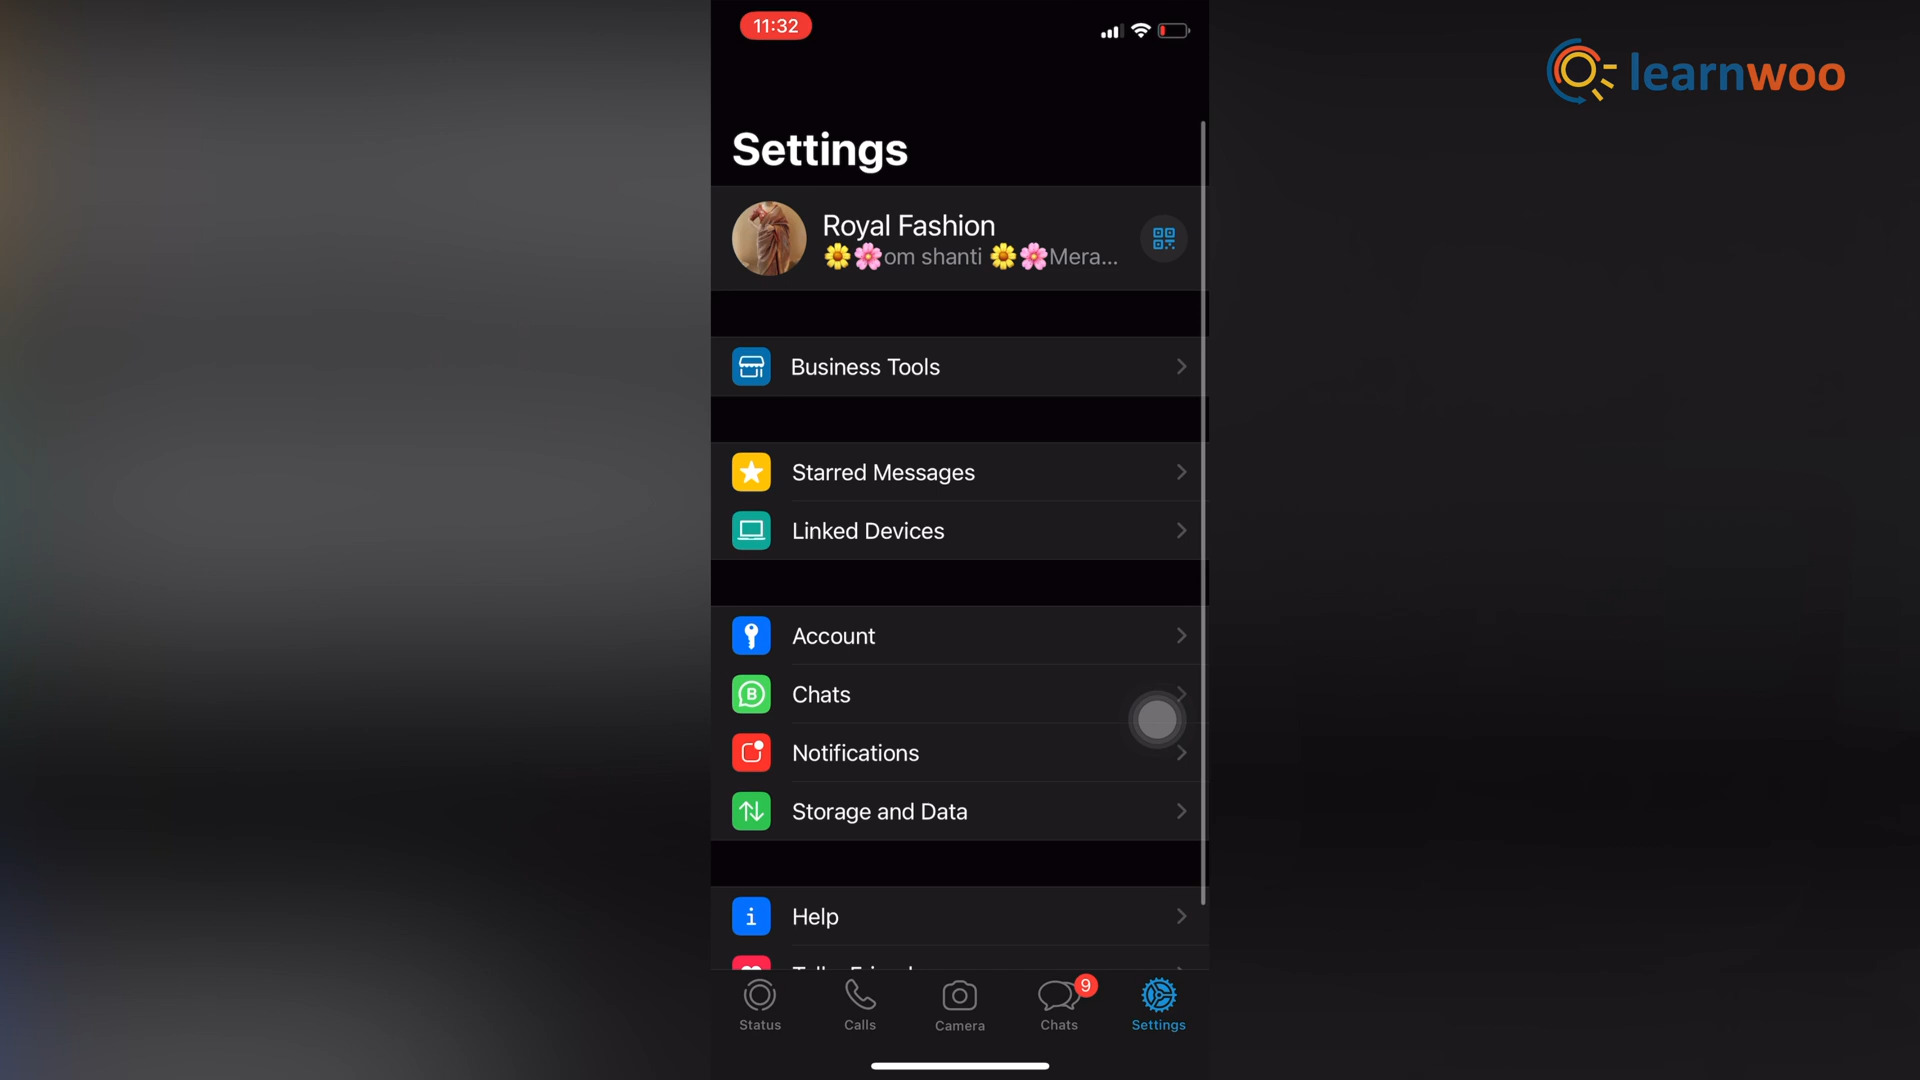 11:32
learnwoo
Settings
Royal Fashion
🌼🌸om shanti 🌼🌸Mera...
Business Tools
Starred Messages
Linked Devices
Account
B
Chats
Notifications
Storage and Data
i
Help
9
Status
Calls
Camera
Chats
Settings